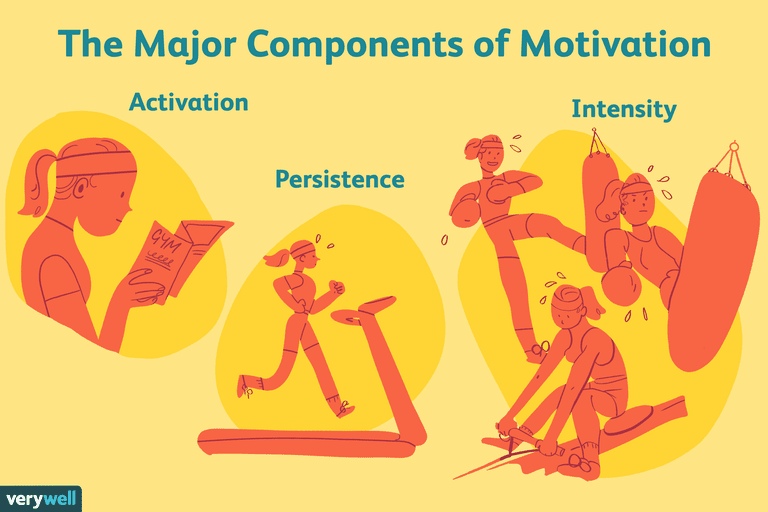 The Major Components of Motivation
Activation
Intensity
Persistence
GYM
verywell